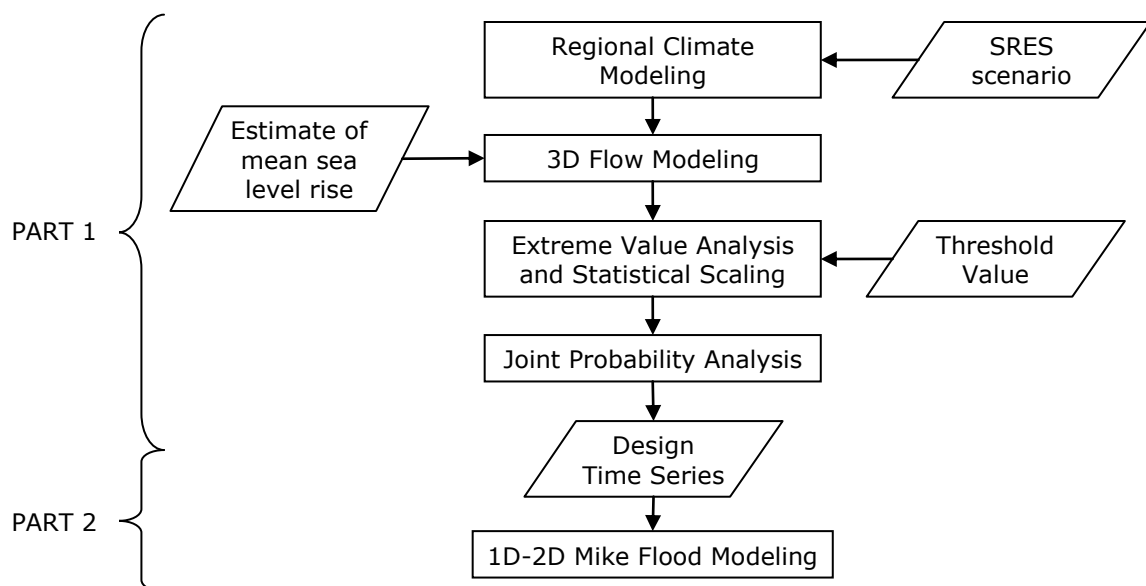 Regional Climate
Modeling
SRES
scenario
Estimate of
mean sea
level rise
3D Flow Modeling
PART 1
Extreme Value Analysis
and Statistical Scaling
Threshold
Value
Joint Probability Analysis
Design
Time Series
PART 2
1D-2D Mike Flood Modeling